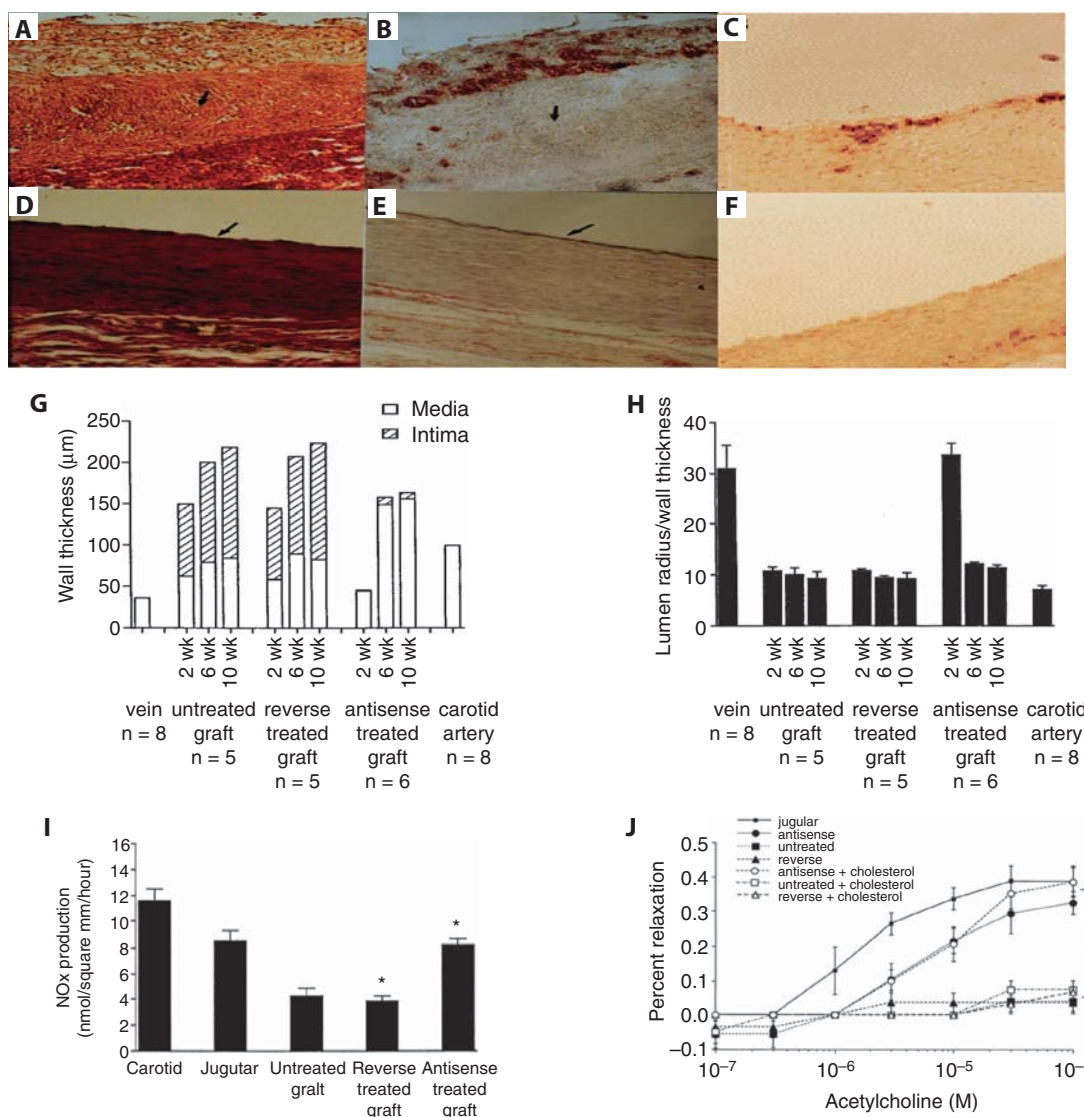 A
B
C
D
E
F
G
Media
Intima
Wall thickness (µm)
250
200
150
100
50
0
2 wk
6 wk
10 wk
2 wk
6 wk
10 wk
2 wk
6 wk
10 wk
vein
n = 8
untreated
graft
n = 5
reverse
treated
graft
n = 5
antisense
treated
graft
n = 6
carotid
artery
n = 8
H
Lumen radius/wall thickness
40
30
20
10
0
2 wk
6 wk
10 wk
2 wk
6 wk
10 wk
2 wk
6 wk
10 wk
vein
n = 8
untreated
graft
n = 5
reverse
treated
graft
n = 5
antisense
treated
graft
n = 6
carotid
artery
n = 8
I
NOx production
(nmol/square mm/hour)
16
14
12
10
8
6
4
2
0
*
*
Carotid
Jugutar
Untreated
gralt
Reverse
treated
graft
Antisense
treated
graft
J
jugular
antisense
untreated
reverse
antisense + cholesterol
untreated + cholesterol
reverse + cholesterol
Percent relaxation
0.4
0.3
0.2
0.1
0.0
–0.1
10–7
10–6
10–5
10–
Acetylcholine (M)